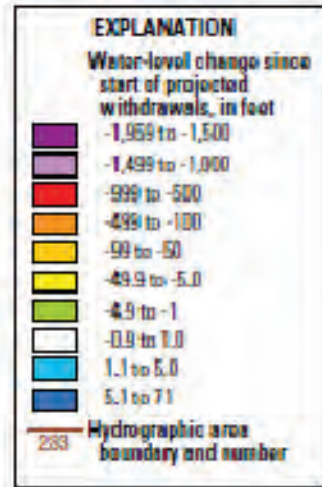 EXPLANATION
Water-level change since
start of projected
withdrawals, in feet
-1,959 to -1,500
-1,499 to -1,000
-999 to -500
-499 to -100
-99 to -50
-49.9 to -5.0
-4.9 to -1
-0.9 to 1.0
1.1 to 5.0
5.1 to 71
283 Hydrographic area
boundary and number